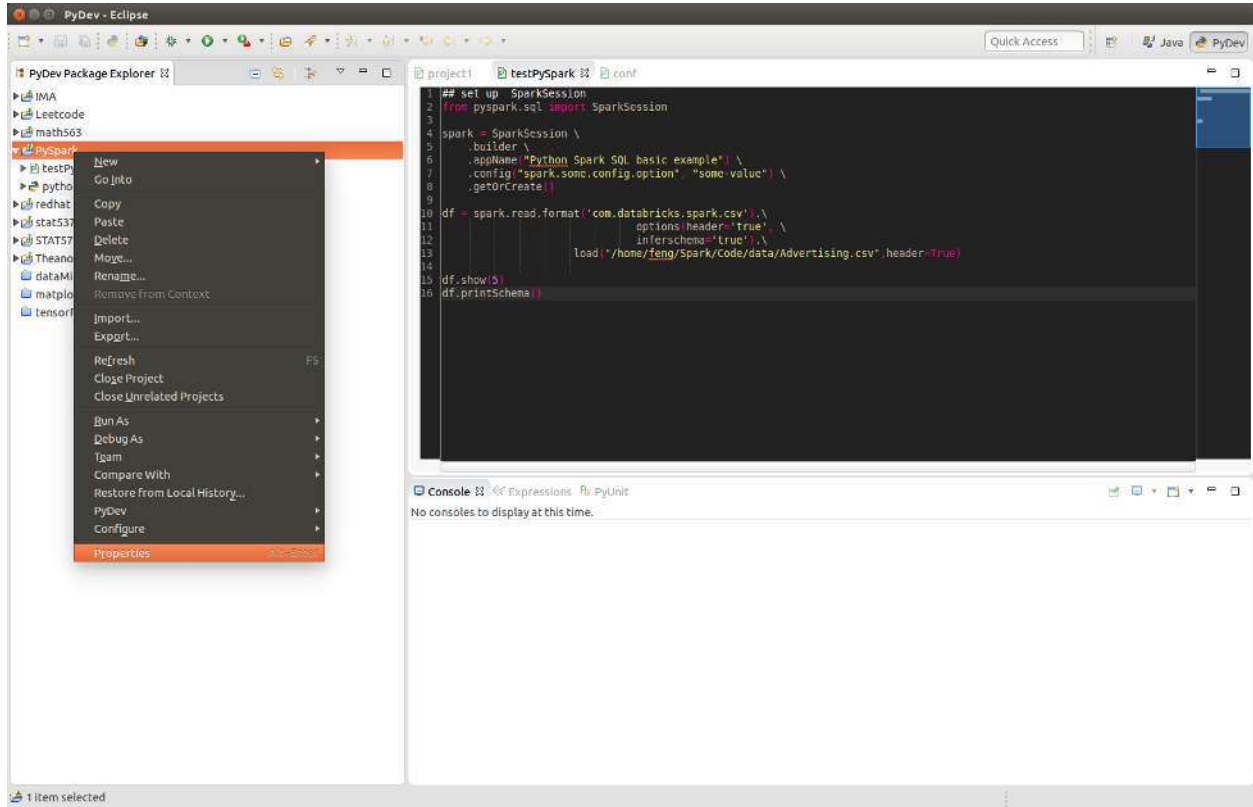 PyDev - Eclipse
Quick Access
Java
PyDev
PyDev Package Explorer
IMA
Leetcode
math563
PySpark
testPy
pytho
redhat
stat537
STAT57
Theano
dataMi
matplo
tensorf
New
Go Into
Copy
Paste
Delete
Move...
Rename...
Remove from Context
Import...
Export...
Refresh F5
Close Project
Close Unrelated Projects
Run As
Debug As
Team
Compare With
Restore from Local History...
PyDev
Configure
Properties Alt+Enter
project1
testPySpark
conf
1 ## set up SparkSession
2 from pyspark.sql import SparkSession
3
4 spark = SparkSession \
5 .builder \
6 .appName("Python Spark SQL basic example") \
7 .config("spark.some.config.option", "some-value") \
8 .getOrCreate()
9
10 df = spark.read.format('com.databricks.spark.csv').\
11 options(header='true', \
12 inferschema='true').\
13 load("/home/feng/Spark/Code/data/Advertising.csv",header=True)
14
15 df.show(5)
16 df.printSchema()
Console
Expressions
PyUnit
No consoles to display at this time.
1 item selected